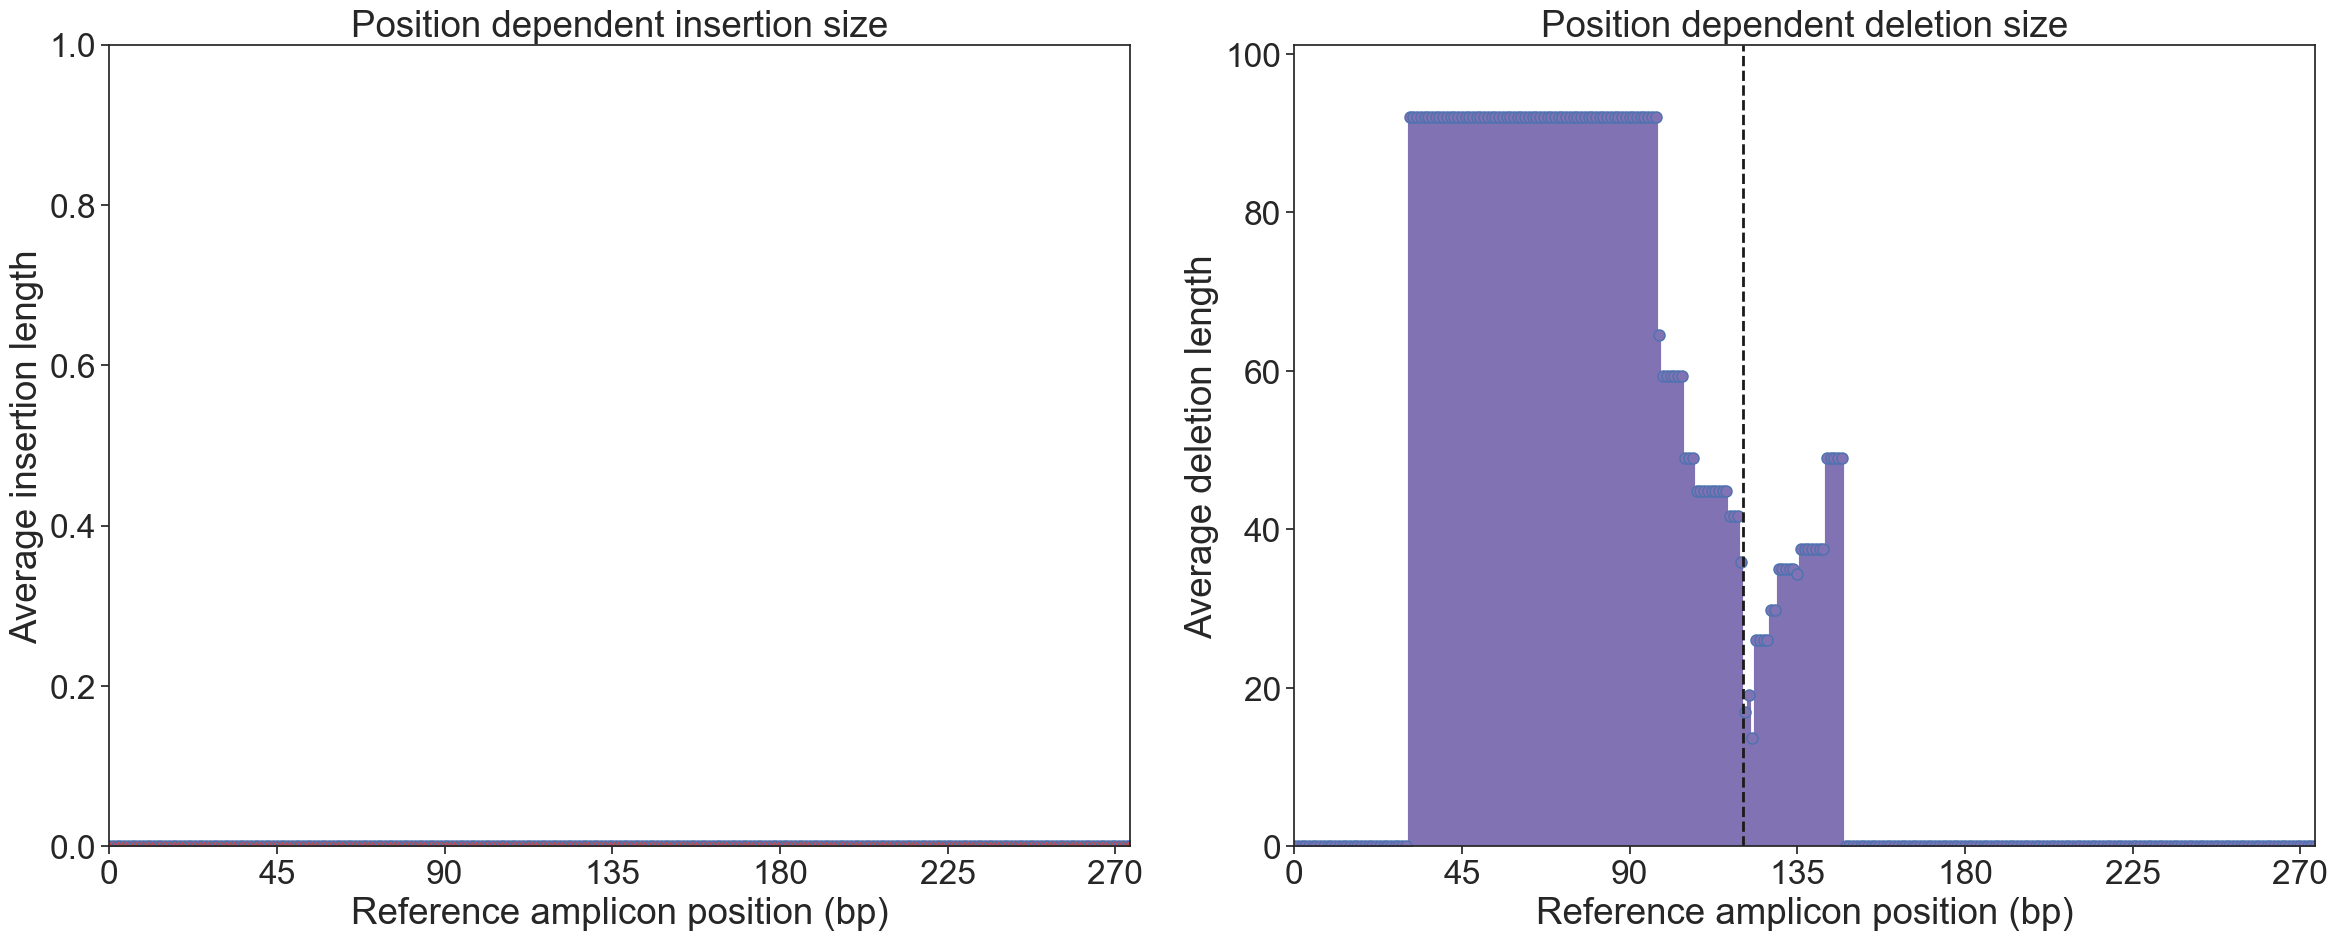 Position dependent insertion size
1.0
0.8
0.6
0.4
0.2
0.0
Average insertion length
0 45 90 135 180 225 270
Reference amplicon position (bp)
Position dependent deletion size
100
80
60
40
20
0
Average deletion length
0 45 90 135 180 225 270
Reference amplicon position (bp)